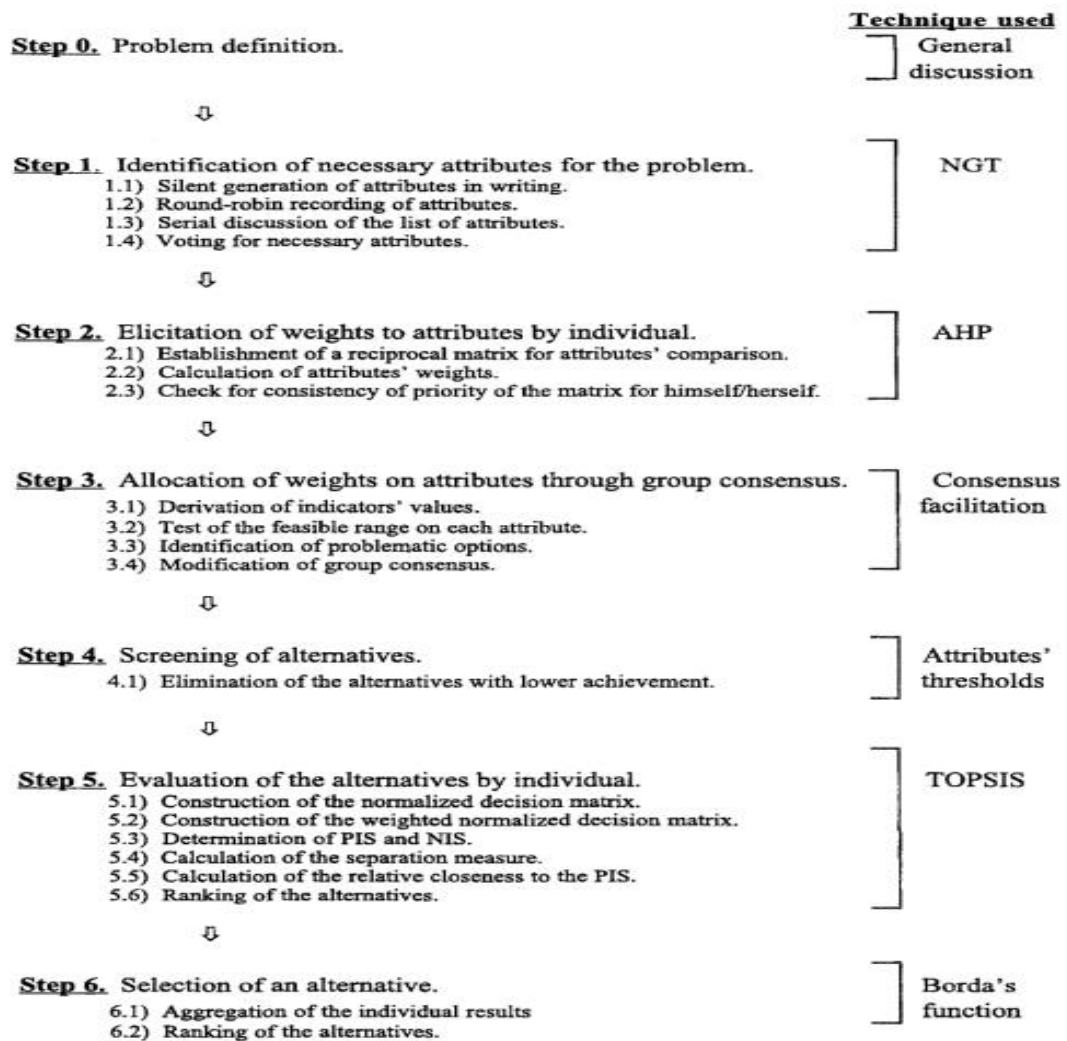 Technique used
Step 0. Problem definition.
General
discussion
⇩
Step 1. Identification of necessary attributes for the problem.
NGT
1.1) Silent generation of attributes in writing.
1.2) Round-robin recording of attributes.
1.3) Serial discussion of the list of attributes.
1.4) Voting for necessary attributes.
⇩
Step 2. Elicitation of weights to attributes by individual.
AHP
2.1) Establishment of a reciprocal matrix for attributes' comparison.
2.2) Calculation of attributes' weights.
2.3) Check for consistency of priority of the matrix for himself/herself.
⇩
Step 3. Allocation of weights on attributes through group consensus.
Consensus
facilitation
3.1) Derivation of indicators' values.
3.2) Test of the feasible range on each attribute.
3.3) Identification of problematic options.
3.4) Modification of group consensus.
⇩
Step 4. Screening of alternatives.
Attributes'
thresholds
4.1) Elimination of the alternatives with lower achievement.
⇩
Step 5. Evaluation of the alternatives by individual.
TOPSIS
5.1) Construction of the normalized decision matrix.
5.2) Construction of the weighted normalized decision matrix.
5.3) Determination of PIS and NIS.
5.4) Calculation of the separation measure.
5.5) Calculation of the relative closeness to the PIS.
5.6) Ranking of the alternatives.
⇩
Step 6. Selection of an alternative.
Borda's
function
6.1) Aggregation of the individual results
6.2) Ranking of the alternatives.